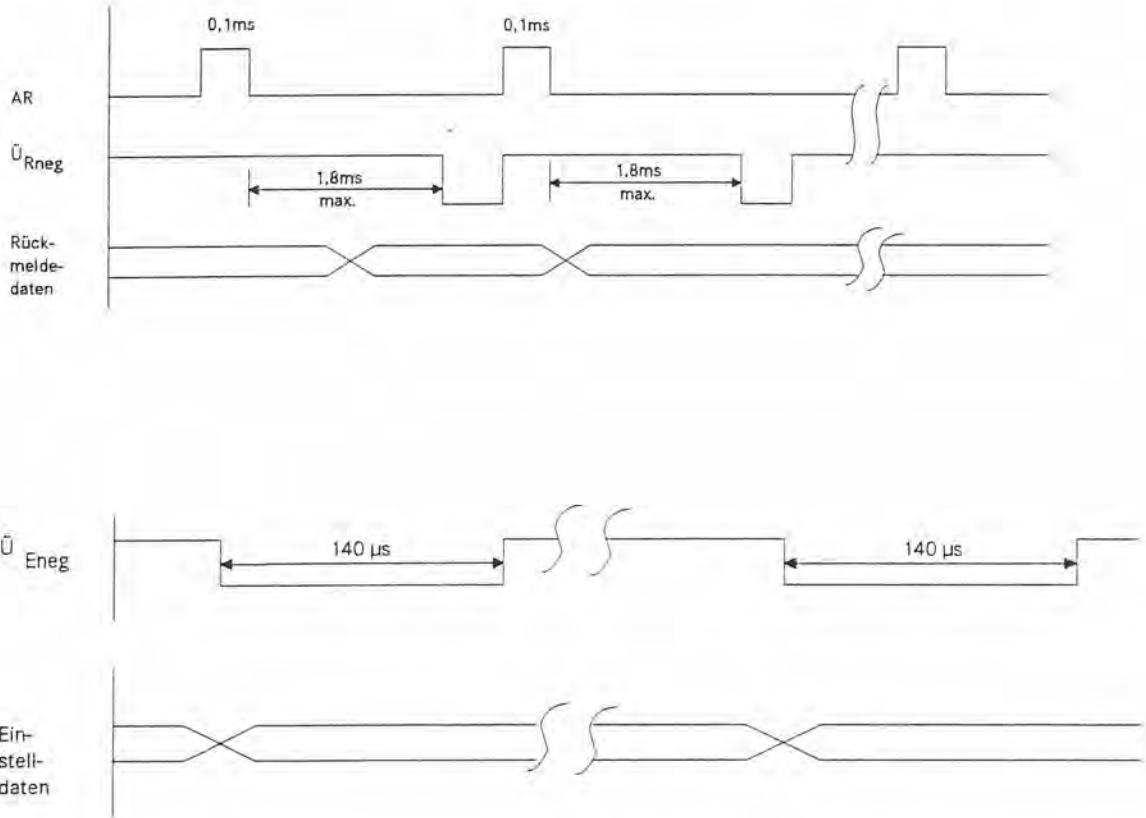 0,1ms 0,1ms
AR
Ü Rneg
1,8ms 1,8ms
max. max.
Rück-
melde-
daten
Ü Eneg
140 µs 140 µs
Ein-
stell-
daten